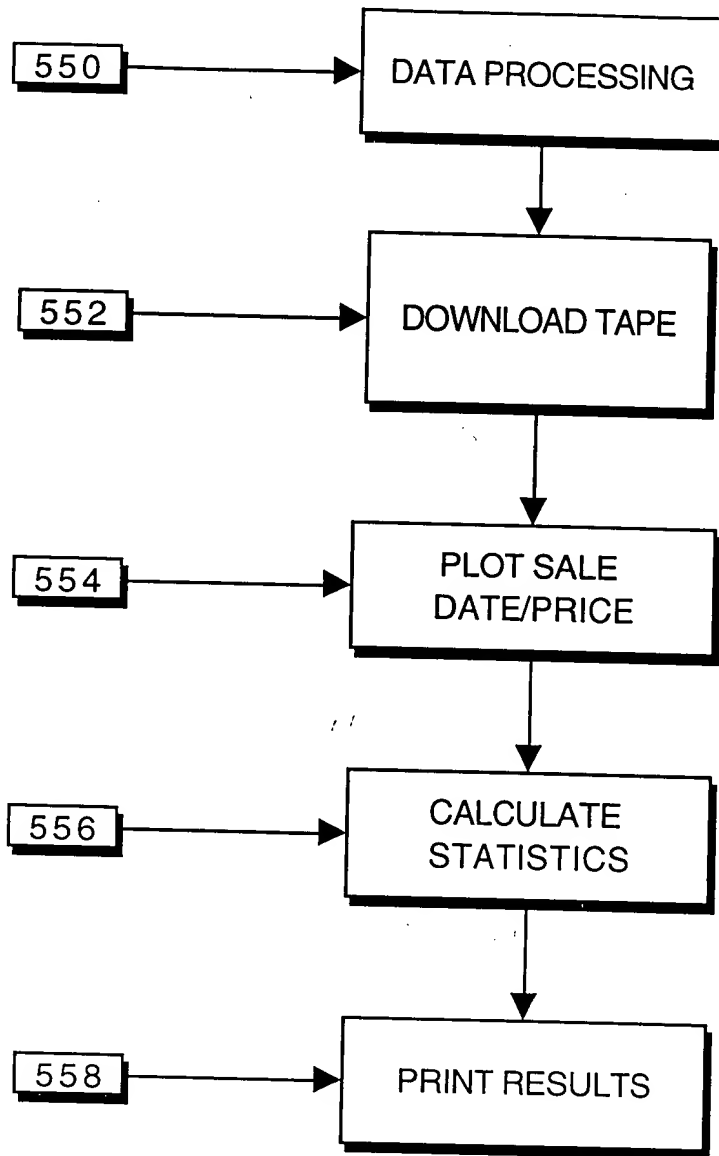 550
DATA PROCESSING
552
DOWNLOAD TAPE
554
PLOT SALE
DATE/PRICE
556
CALCULATE
STATISTICS
558
PRINT RESULTS